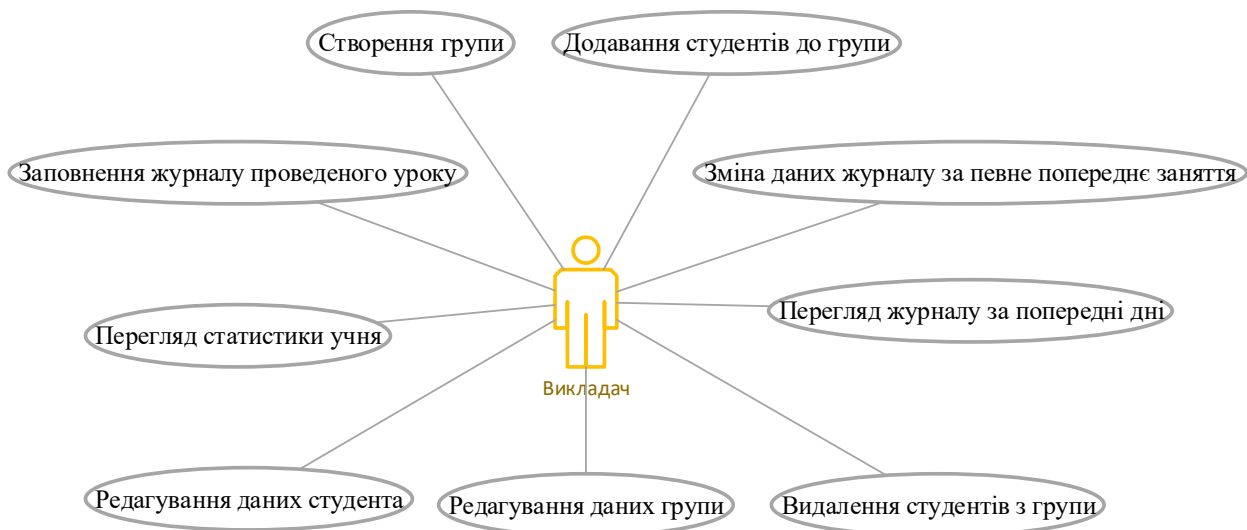 Створення групи
Додавання студентів до групи
Заповнення журналу проведеного уроку
Зміна даних журналу за певне попереднє заняття
Перегляд статистики учня
Перегляд журналу за попередні дні
Викладач
Редагування даних студента
Редагування даних групи
Видалення студентів з групи